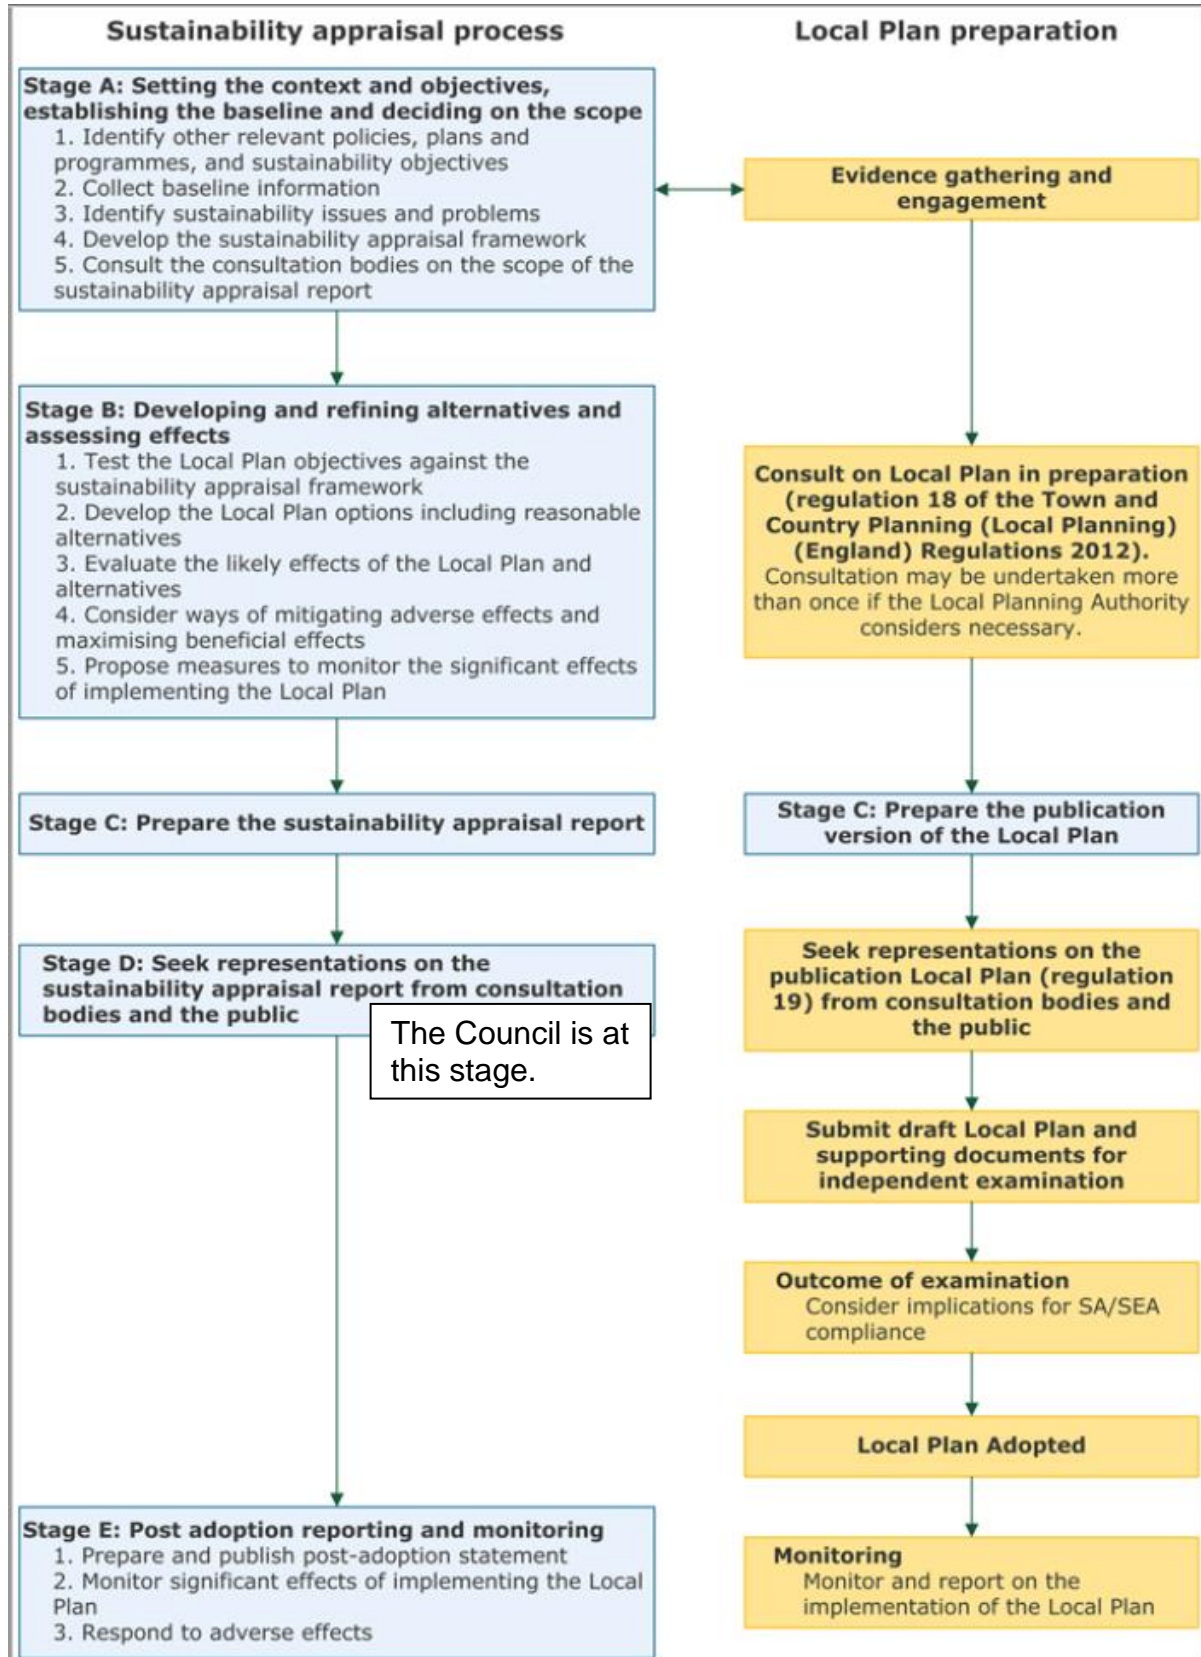 Sustainability appraisal process
Local Plan preparation
Stage A: Setting the context and objectives,
establishing the baseline and deciding on the scope
1. Identify other relevant policies, plans and
programmes, and sustainability objectives
2. Collect baseline information
3. Identify sustainability issues and problems
4. Develop the sustainability appraisal framework
5. Consult the consultation bodies on the scope of the
sustainability appraisal report
Evidence gathering and
engagement
Stage B: Developing and refining alternatives and
assessing effects
1. Test the Local Plan objectives against the
sustainability appraisal framework
2. Develop the Local Plan options including reasonable
alternatives
3. Evaluate the likely effects of the Local Plan and
alternatives
4. Consider ways of mitigating adverse effects and
maximising beneficial effects
5. Propose measures to monitor the significant effects
of implementing the Local Plan
Consult on Local Plan in preparation
(regulation 18 of the Town and
Country Planning (Local Planning)
(England) Regulations 2012).
Consultation may be undertaken more
than once if the Local Planning Authority
considers necessary.
Stage C: Prepare the sustainability appraisal report
Stage C: Prepare the publication
version of the Local Plan
Stage D: Seek representations on the
sustainability appraisal report from consultation
bodies and the public
The Council is at
this stage.
Seek representations on the
publication Local Plan (regulation
19) from consultation bodies and
the public
Submit draft Local Plan and
supporting documents for
independent examination
Outcome of examination
Consider implications for SA/SEA
compliance
Local Plan Adopted
Stage E: Post adoption reporting and monitoring
1. Prepare and publish post-adoption statement
2. Monitor significant effects of implementing the Local
Plan
3. Respond to adverse effects
Monitoring
Monitor and report on the
implementation of the Local Plan